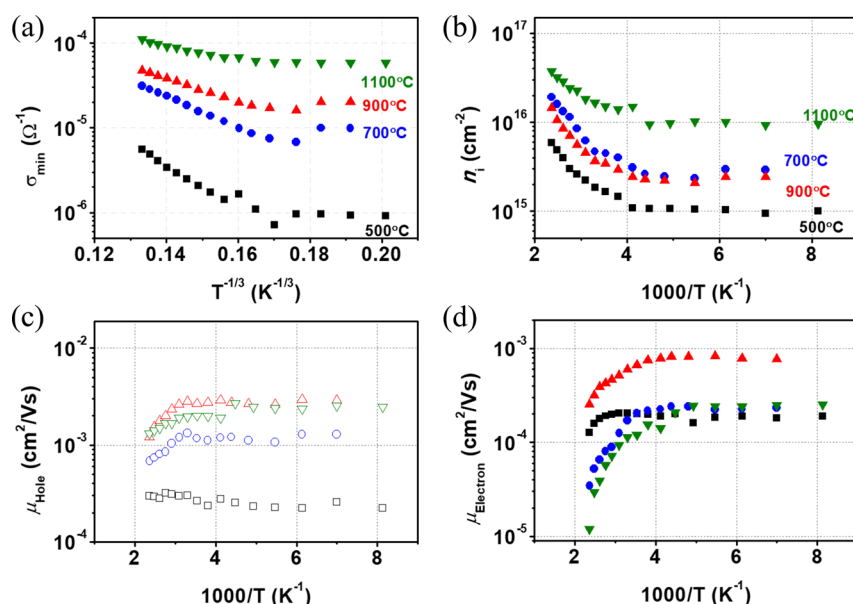 (a)
σmin (Ω⁻¹)
10⁻⁴
10⁻⁵
10⁻⁶
1100°C
900°C
700°C
500°C
0.12 0.14 0.16 0.18 0.20
T⁻¹/³ (K⁻¹/³)
(b)
nᵢ (cm⁻²)
10¹⁷
10¹⁶
10¹⁵
1100°C
700°C
900°C
500°C
2 4 6 8
1000/T (K⁻¹)
(c)
μHole (cm²/Vs)
10⁻²
10⁻³
10⁻⁴
2 4 6 8
1000/T (K⁻¹)
(d)
μElectron (cm²/Vs)
10⁻³
10⁻⁴
10⁻⁵
2 4 6 8
1000/T (K⁻¹)